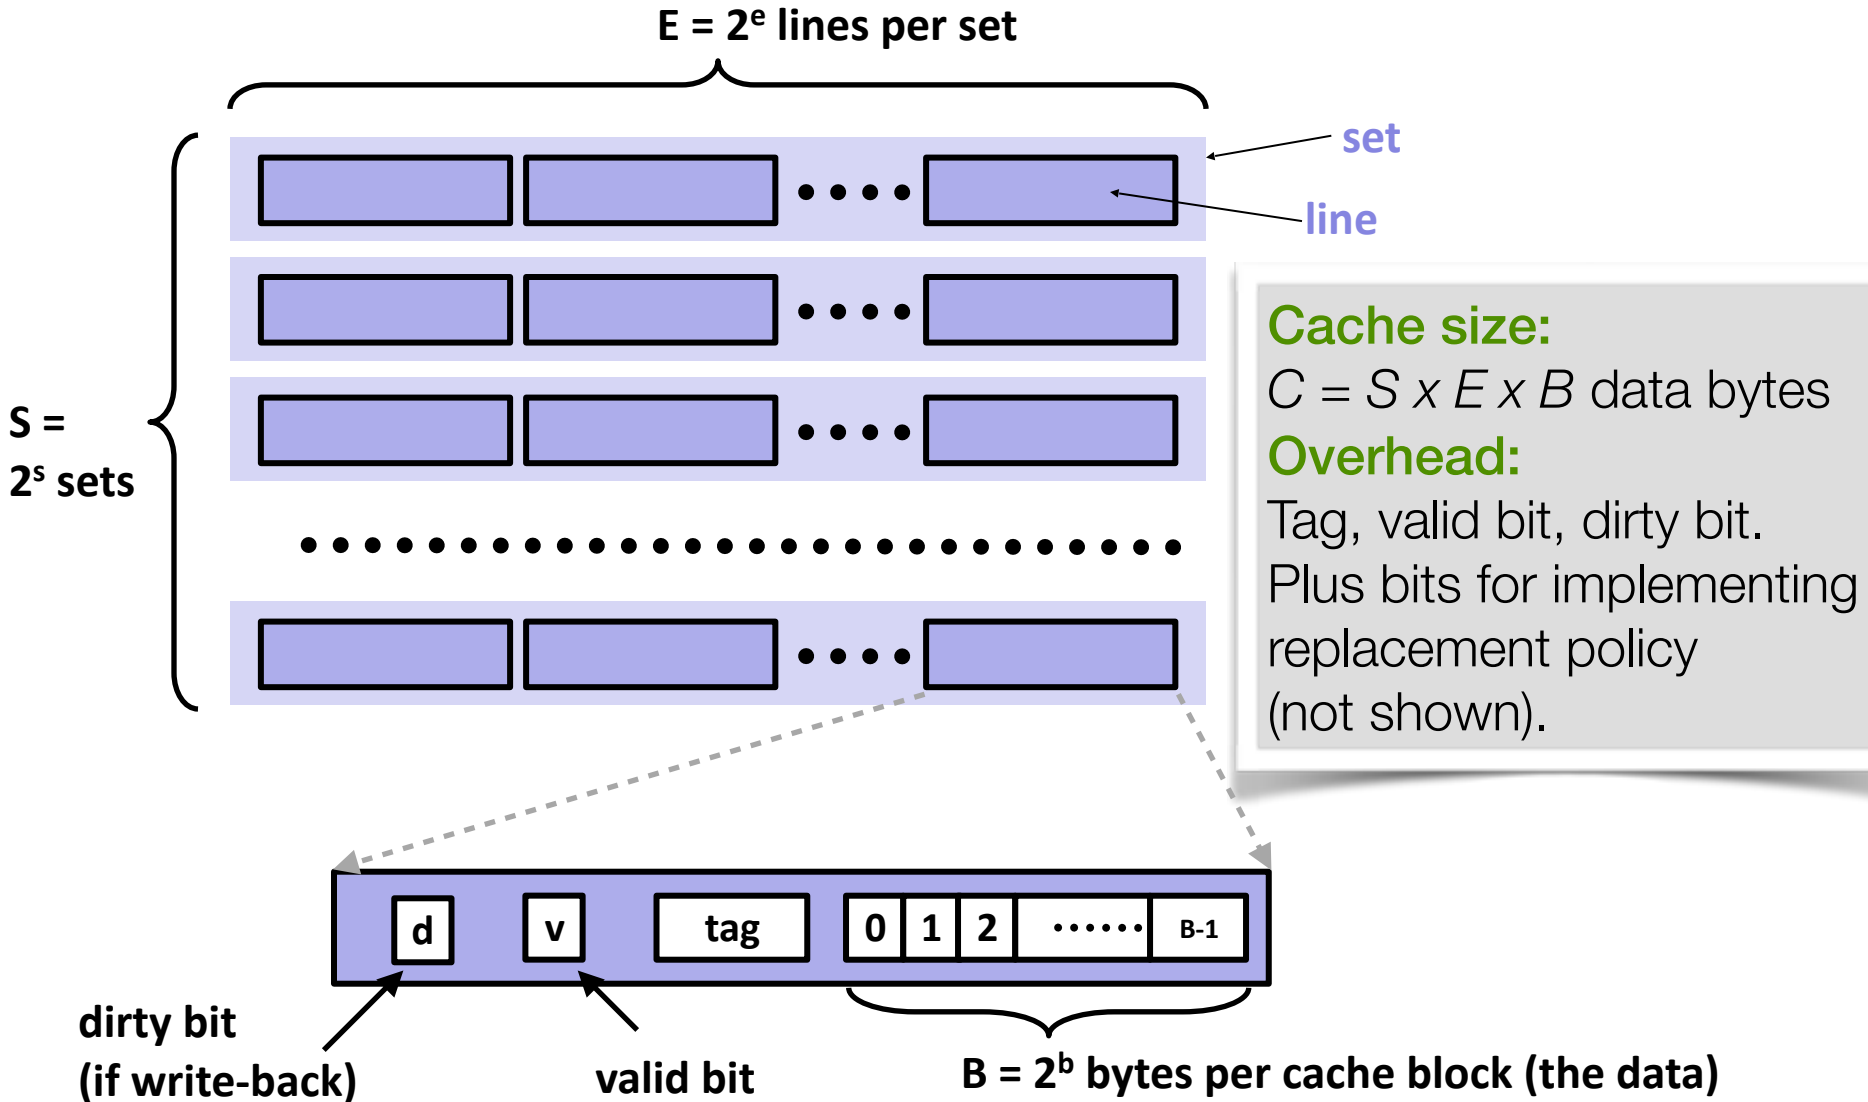 E = 2ᵉ lines per set
set
line
S =
2ˢ sets
Cache size:
C = S x E x B data bytes
Overhead:
Tag, valid bit, dirty bit.
Plus bits for implementing
replacement policy
(not shown).
d v tag 0 1 2 ······ B-1
dirty bit
(if write-back)
valid bit
B = 2ᵇ bytes per cache block (the data)